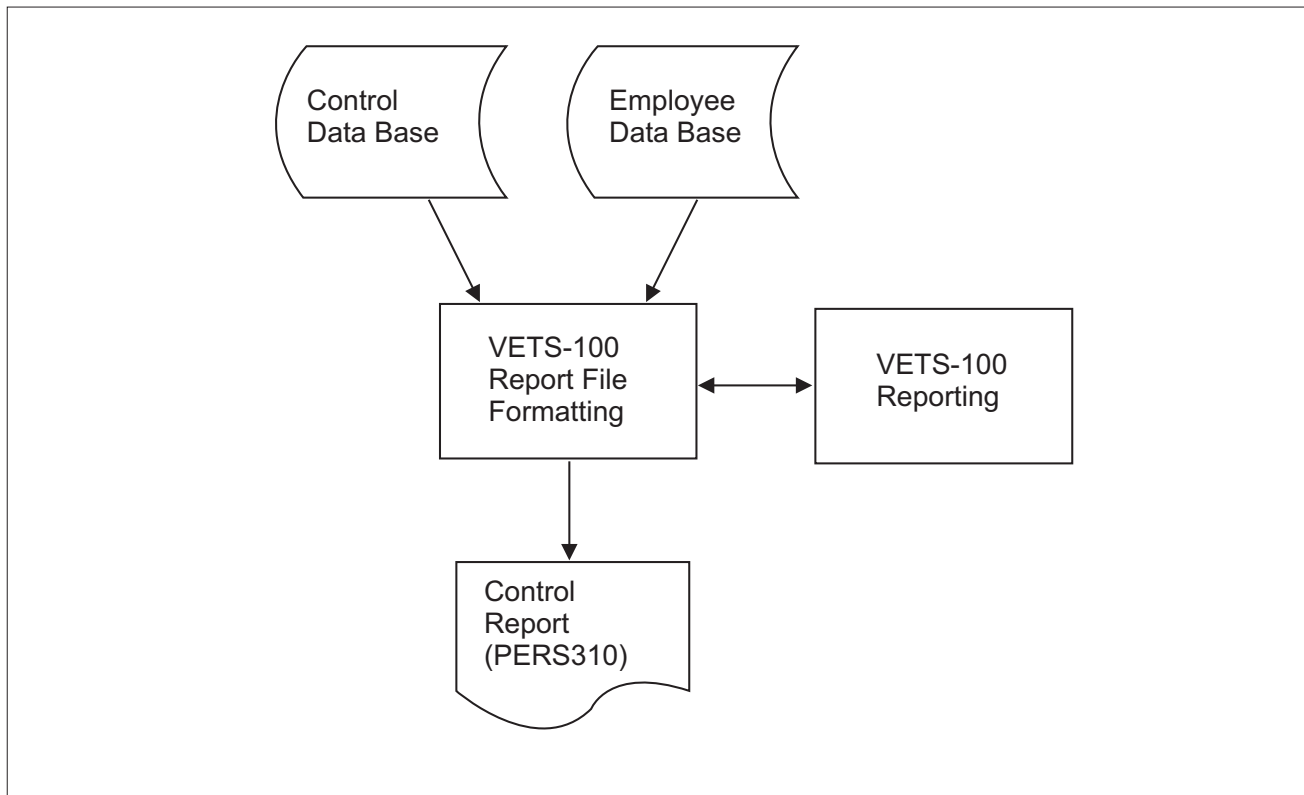 Control
Data Base
Employee
Data Base
VETS-100
Report File
Formatting
VETS-100
Reporting
Control
Report
(PERS310)